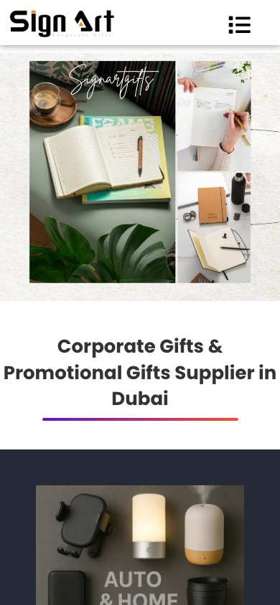 Sign Art
Signartgifts
Corporate Gifts &
Promotional Gifts Supplier in
Dubai
AUTO
& HOME